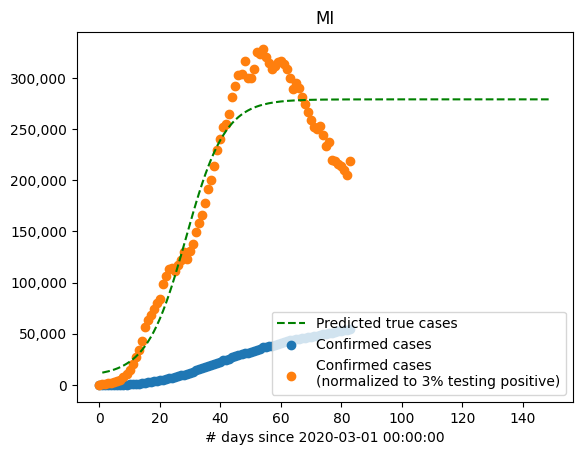 MI
300,000
250,000
200,000
150,000
100,000
50,000
0
Predicted true cases
Confirmed cases
Confirmed cases
(normalized to 3% testing positive)
0 20 40 60 80 100 120 140
# days since 2020-03-01 00:00:00